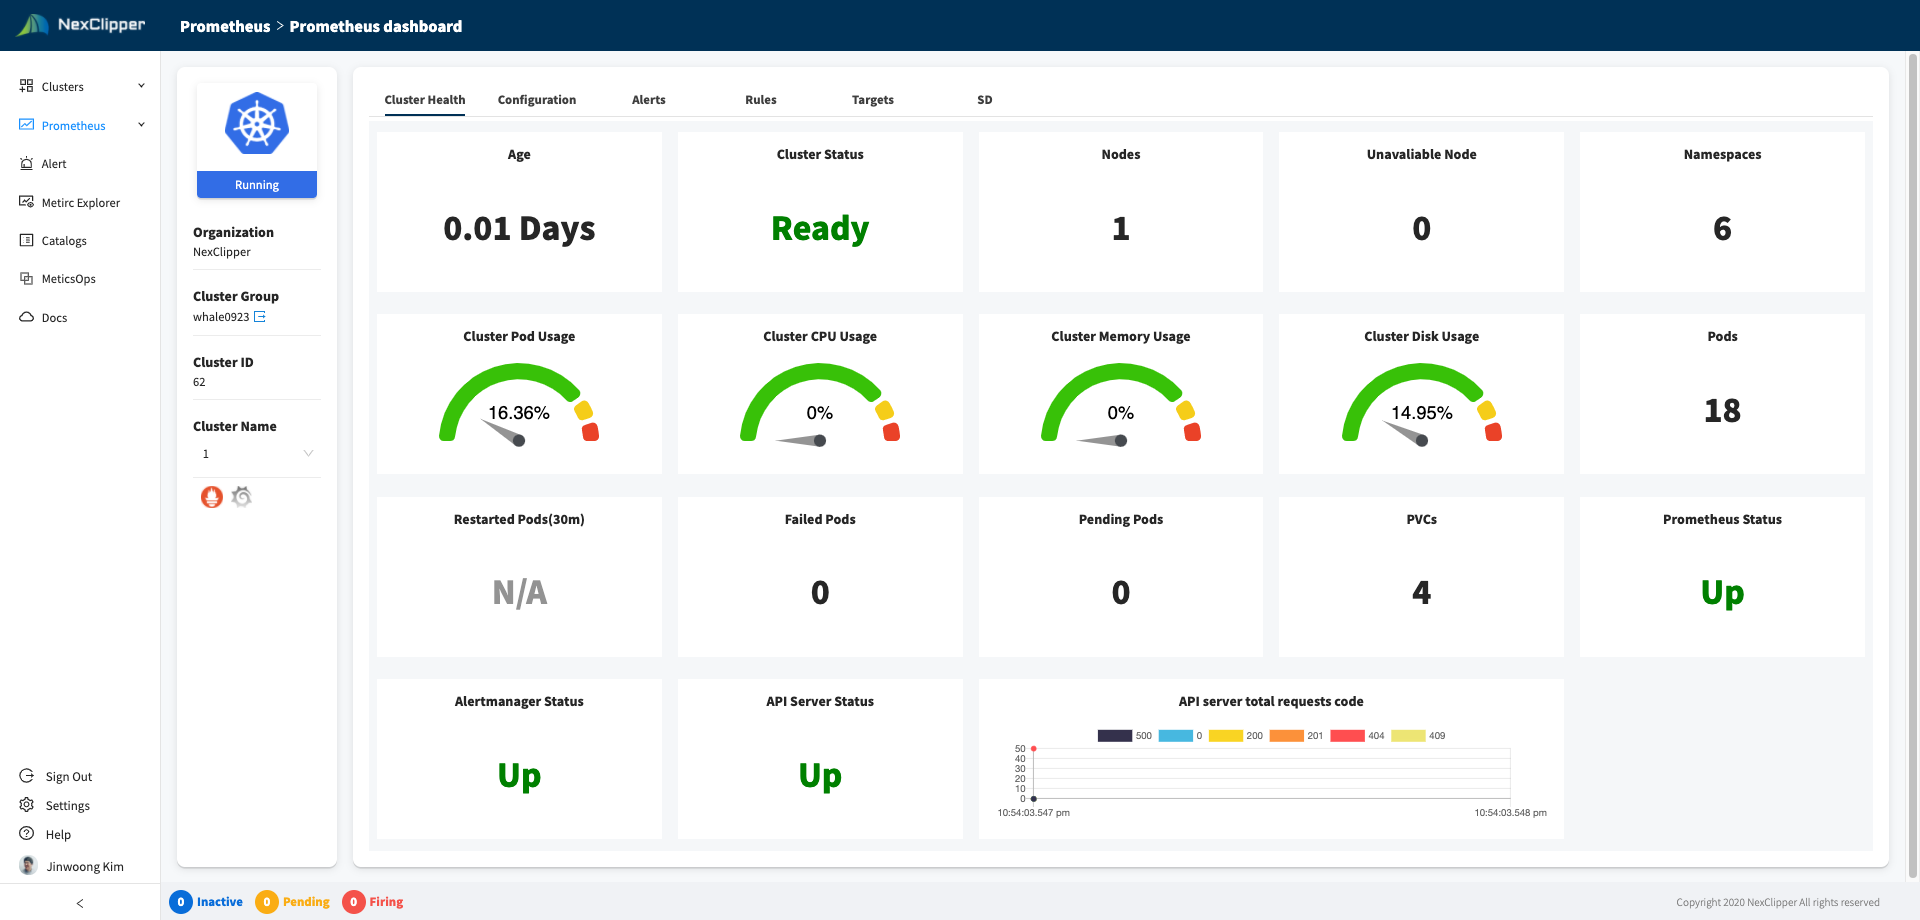 NexClipper
Prometheus > Prometheus dashboard
Clusters
Prometheus
Alert
Metirc Explorer
Catalogs
MeticsOps
Docs
Sign Out
Settings
Help
Jinwoong Kim
<
Running
Organization
NexClipper
Cluster Group
whale0923
Cluster ID
62
Cluster Name
1
Cluster Health Configuration Alerts Rules Targets SD
Age
0.01 Days
Cluster Status
Ready
Nodes
1
Unavaliable Node
0
Namespaces
6
Cluster Pod Usage
16.36%
Cluster CPU Usage
0%
Cluster Memory Usage
0%
Cluster Disk Usage
14.95%
Pods
18
Restarted Pods(30m)
N/A
Failed Pods
0
Pending Pods
0
PVCs
4
Prometheus Status
Up
Alertmanager Status
Up
API Server Status
Up
API server total requests code
500 0 200 201 404 409
50
40
30
20
10
0
10:54:03.547 pm 10:54:03.548 pm
0 Inactive 0 Pending 0 Firing
Copyright 2020 NexClipper All rights reserved